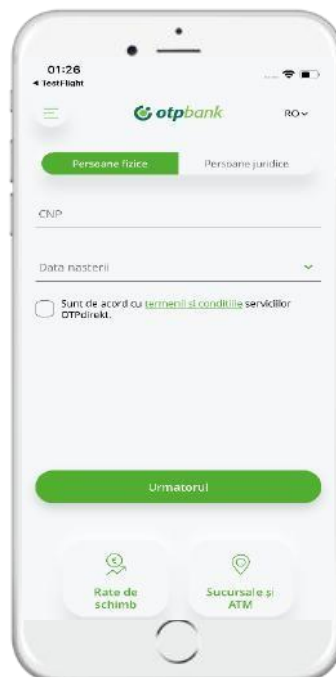 01:26
◀ TestFlight
otpbank
RO
Persoane fizice
Persoane juridice
CNP
Data nasterii
Sunt de acord cu termenii si conditiile serviciilor
OTPdirekt.
Urmatorul
Rate de
schimb
Sucursale și
ATM